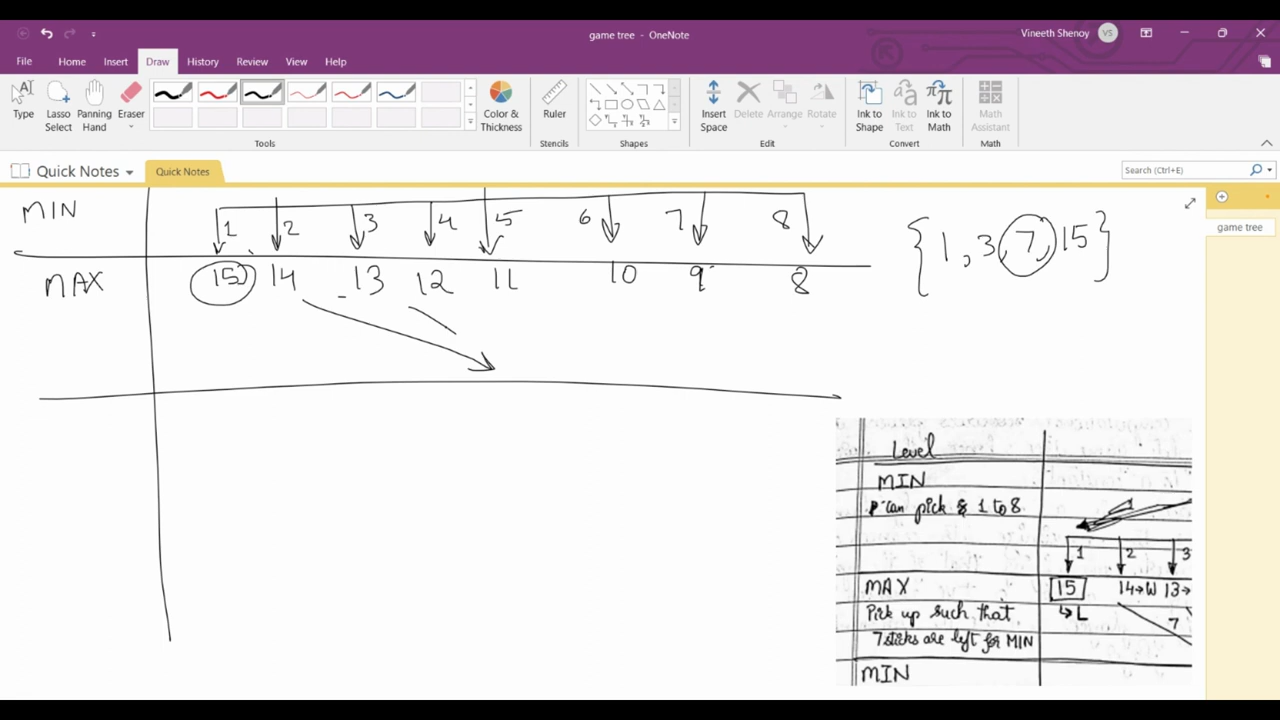 game tree - OneNote
Vineeth Shenoy
VS
File Home Insert Draw History Review View Help
Type
Lasso Select
Panning Hand
Eraser
Color & Thickness
Ruler
Insert Space
Delete
Arrange
Rotate
Ink to Shape
Ink to Text
Ink to Math
Math Assistant
Tools
Stencils
Shapes
Edit
Convert
Math
Quick Notes
Quick Notes
Search (Ctrl+E)
game tree
MIN
1 2 3 4 5 6 7 8
MAX
15 14 13 12 11 10 9 8
{1, 3, 7, 15}
Level
MIN
can pick 1 to 8
1 2 3
MAX
15 14→W 13→
Pick up such that
↳L
7
7 sticks are left for MIN
MIN